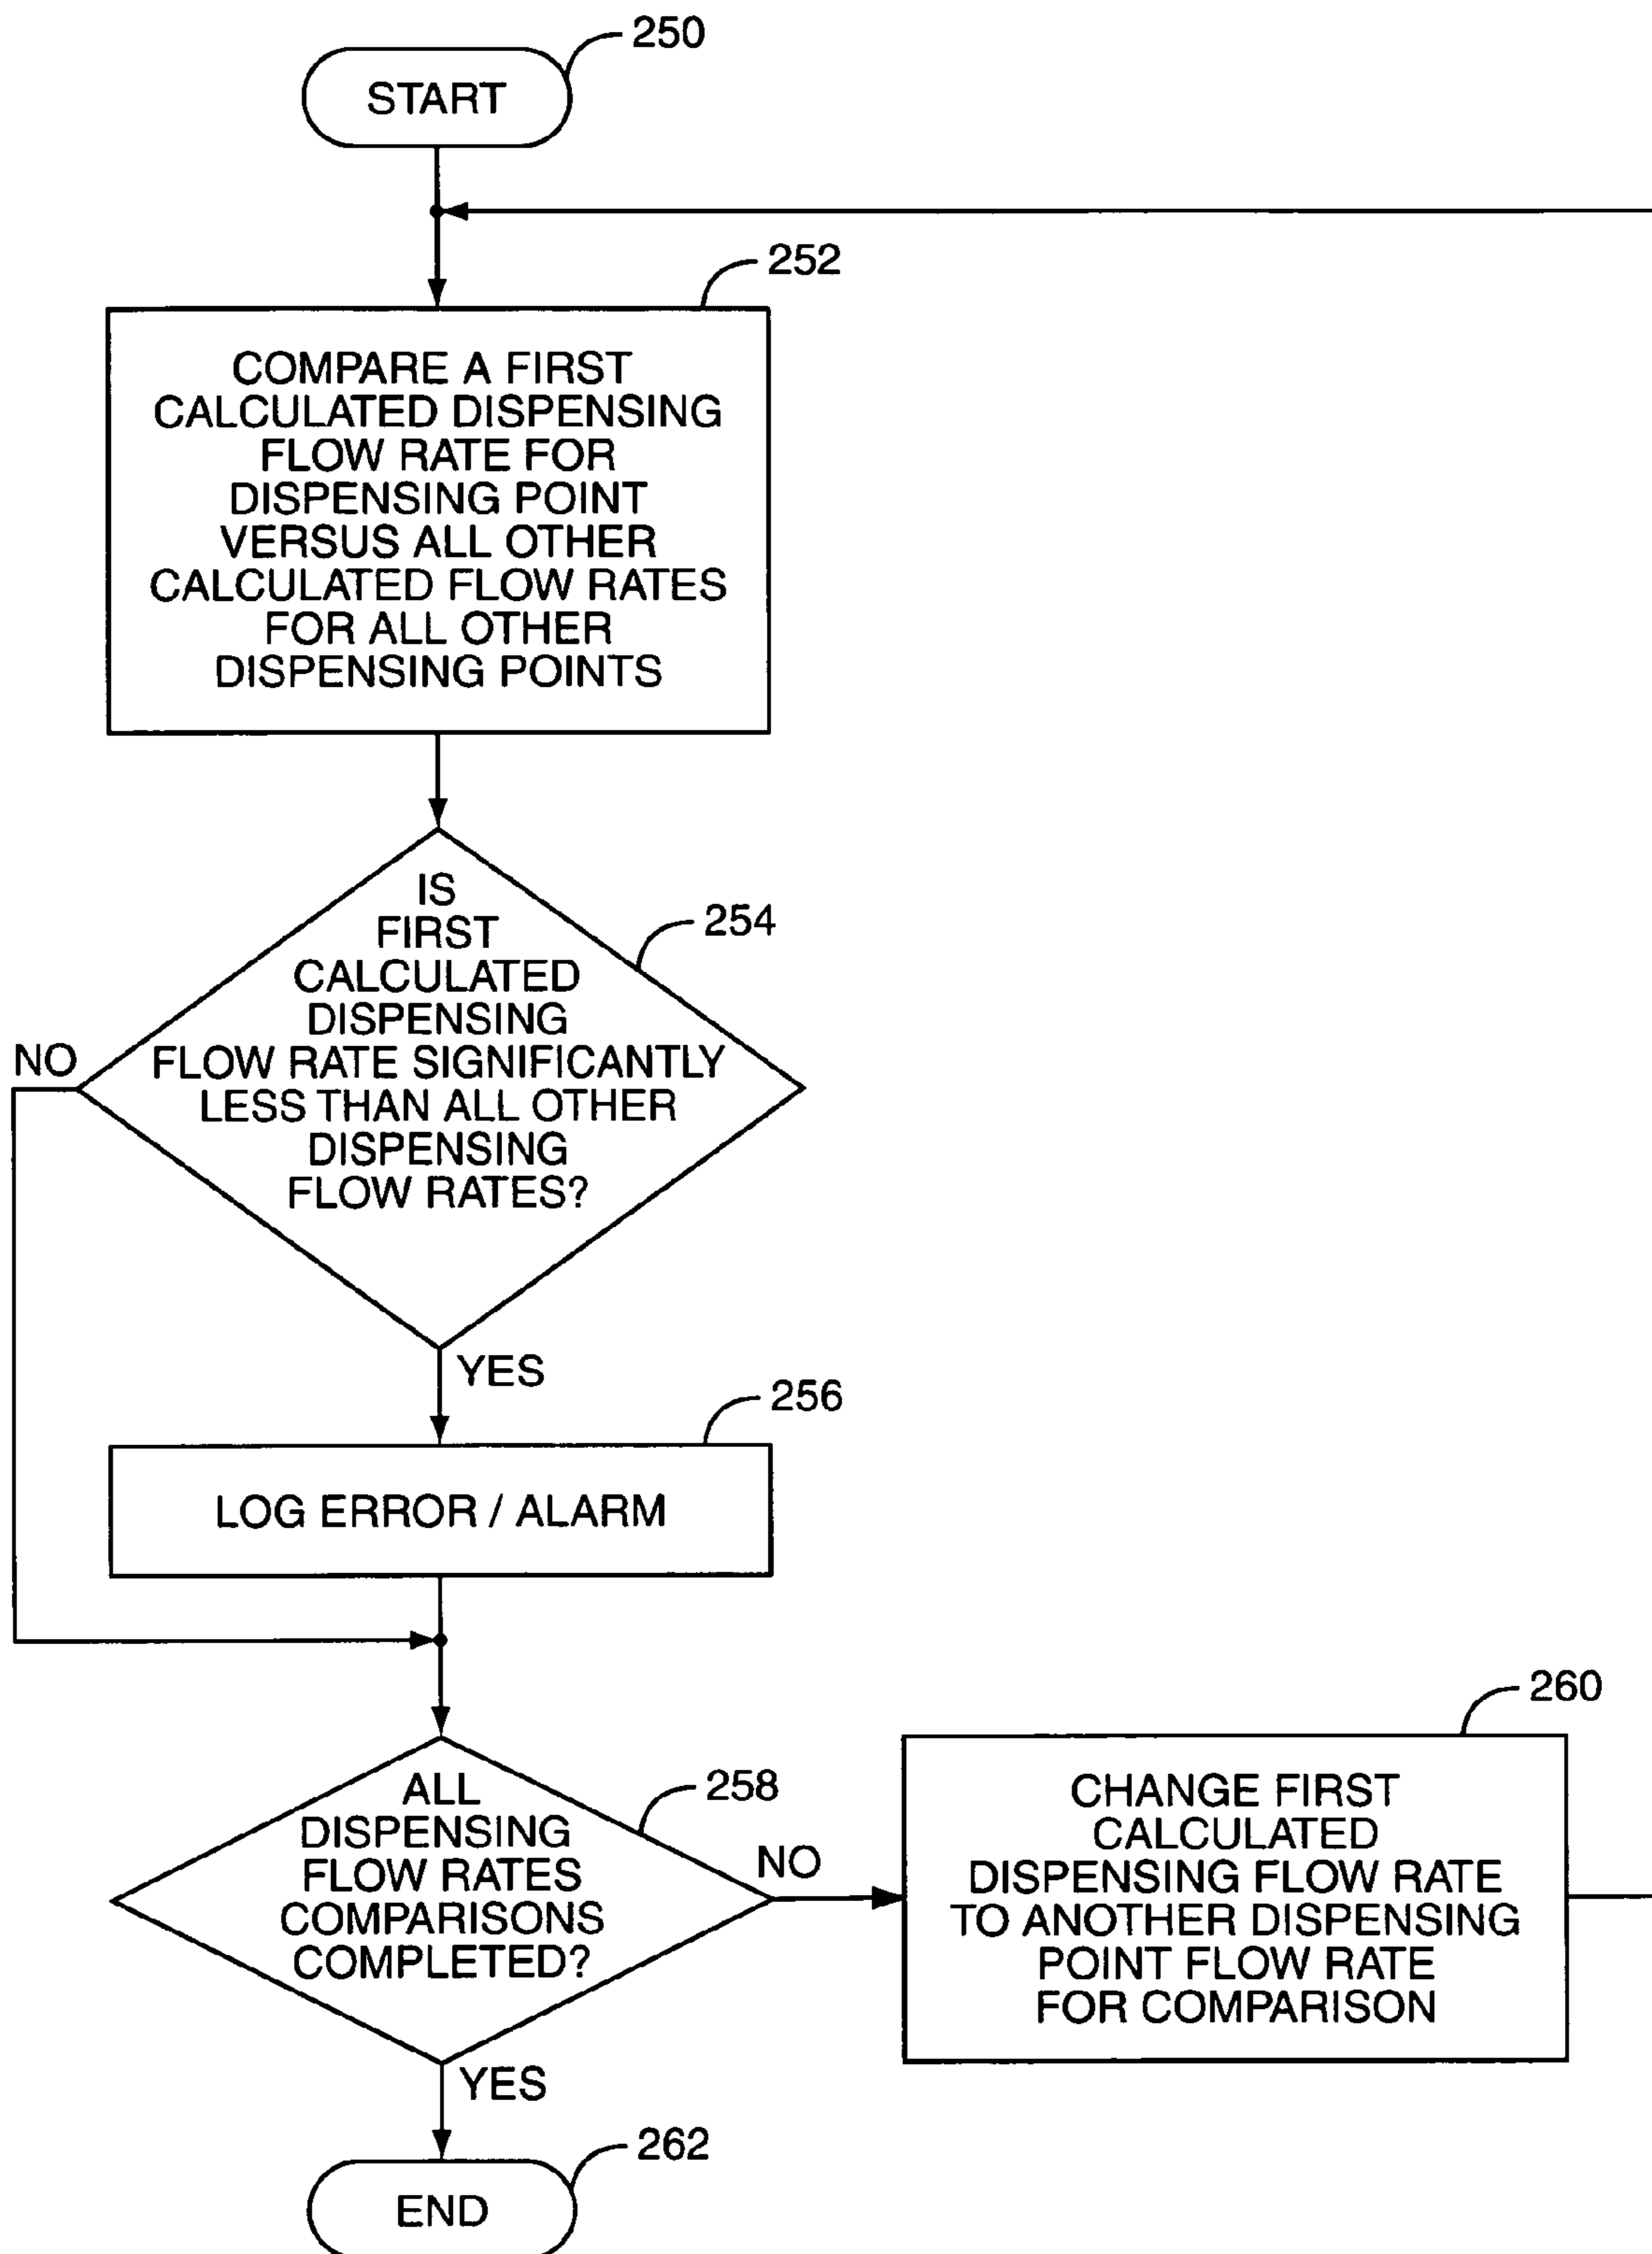 250
START
252
COMPARE A FIRST
CALCULATED DISPENSING
FLOW RATE FOR
DISPENSING POINT
VERSUS ALL OTHER
CALCULATED FLOW RATES
FOR ALL OTHER
DISPENSING POINTS
254
IS
FIRST
CALCULATED
DISPENSING
FLOW RATE SIGNIFICANTLY
LESS THAN ALL OTHER
DISPENSING
FLOW RATES?
NO
YES
256
LOG ERROR / ALARM
258
ALL
DISPENSING
FLOW RATES
COMPARISONS
COMPLETED?
NO
260
CHANGE FIRST
CALCULATED
DISPENSING FLOW RATE
TO ANOTHER DISPENSING
POINT FLOW RATE
FOR COMPARISON
YES
262
END